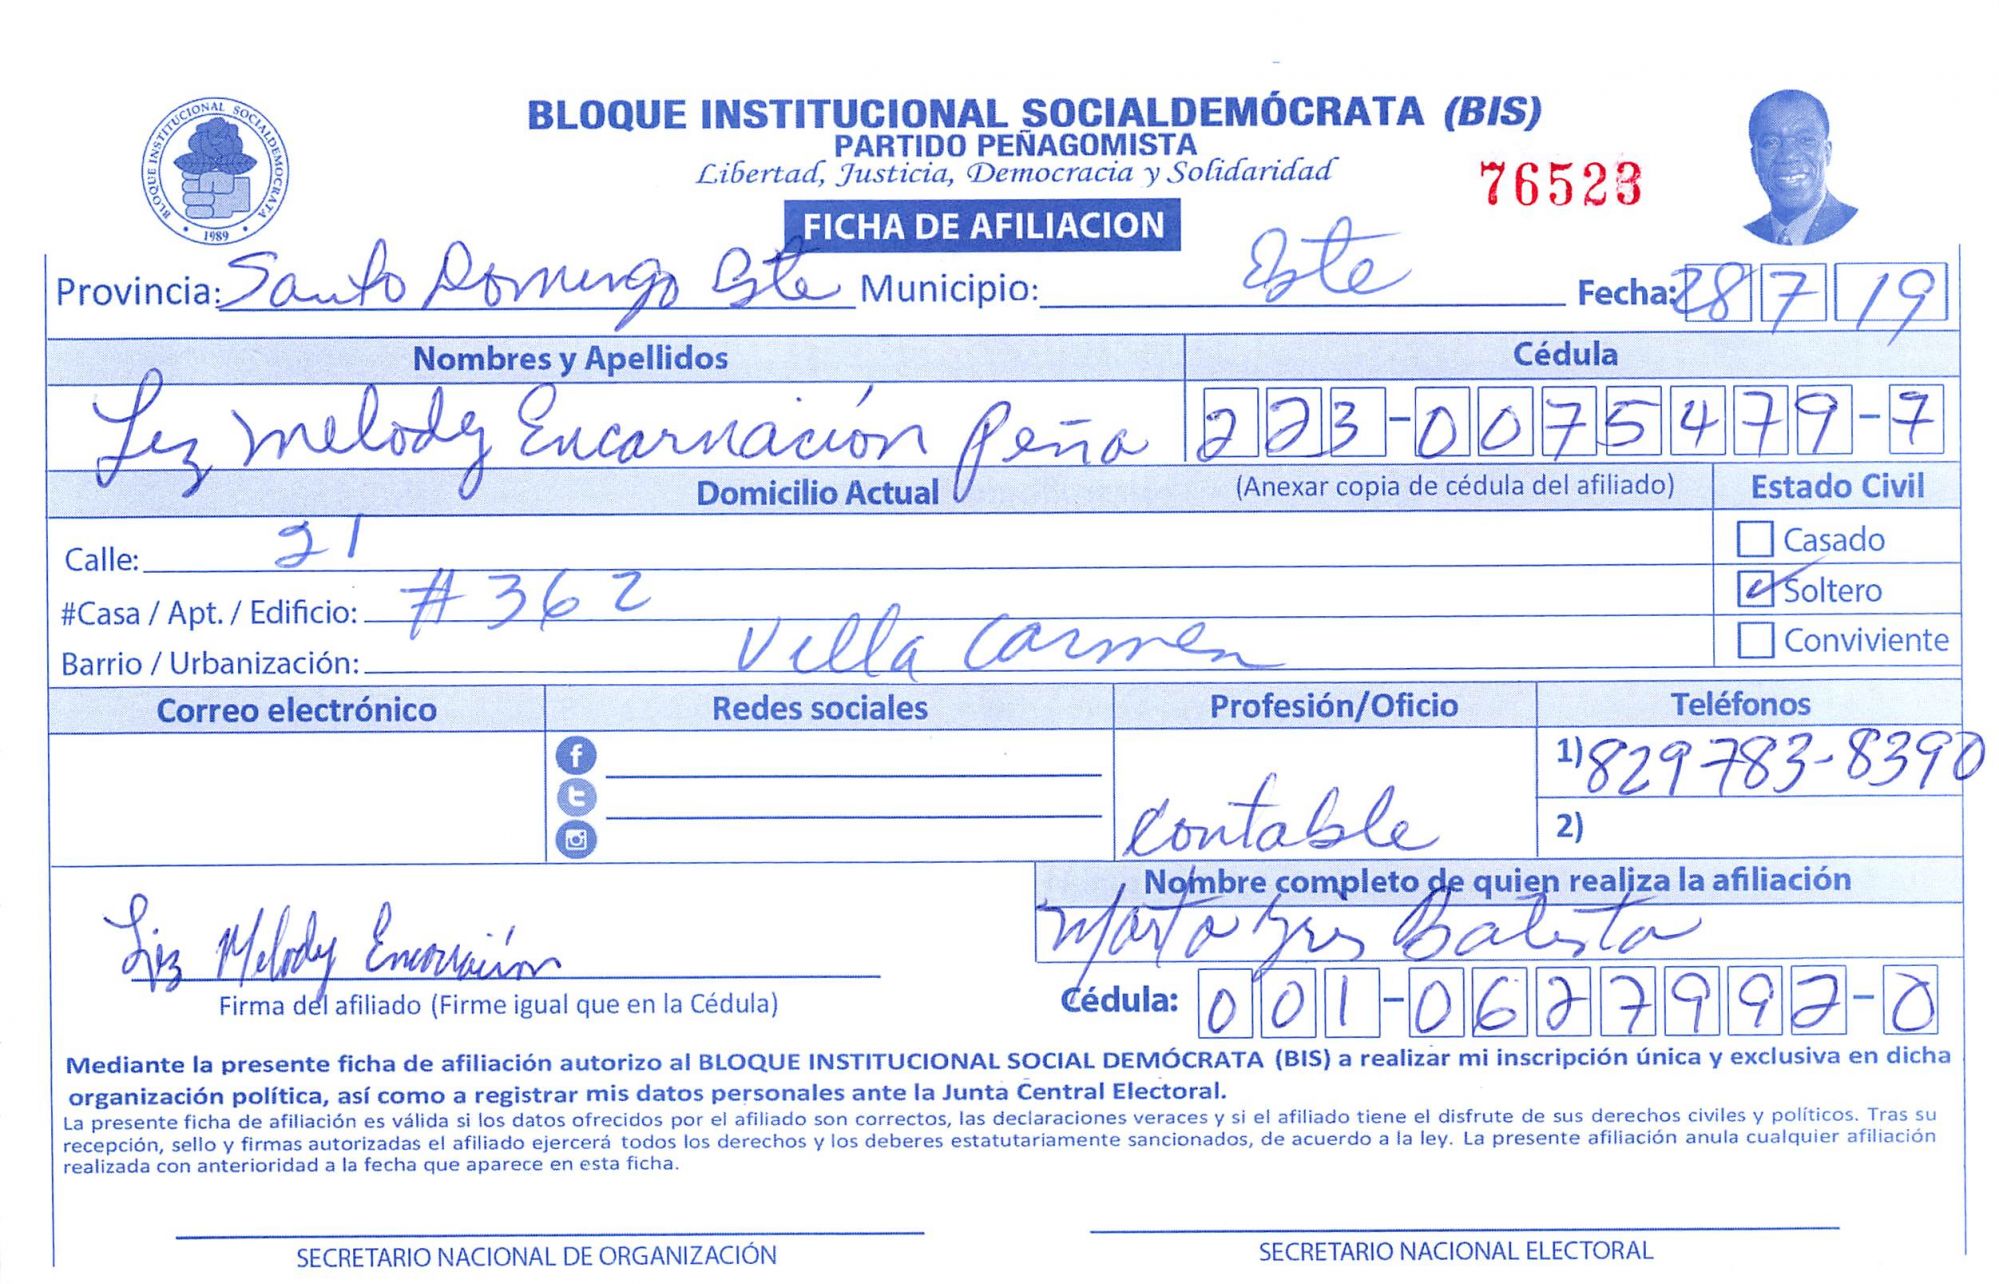 BLOQUE INSTITUCIONAL SOCIALDEMOCRATA
1989
BLOQUE INSTITUCIONAL SOCIALDEMÓCRATA (BIS)
PARTIDO PEÑAGOMISTA
Libertad, Justicia, Democracia y Solidaridad
76523
FICHA DE AFILIACION
Provincia: Santo Domingo Este Municipio: Este Fecha: 28 7 19
Nombres y Apellidos Cédula
Liz Melody Encarnación Peña 223-0075479-7
Domicilio Actual (Anexar copia de cédula del afiliado) Estado Civil
Calle: 21 Casado
#Casa / Apt. / Edificio: #362 Soltero
Barrio / Urbanización: Villa Carmen Conviviente
Correo electrónico Redes sociales Profesión/Oficio Teléfonos
1) 829 783-8390
Contable 2)
Nombre completo de quien realiza la afiliación
Liz Melody Encarnación Marta Batista
Firma del afiliado (Firme igual que en la Cédula) Cédula: 001-0627992-0
Mediante la presente ficha de afiliación autorizo al BLOQUE INSTITUCIONAL SOCIAL DEMÓCRATA (BIS) a realizar mi inscripción única y exclusiva en dicha
organización política, así como a registrar mis datos personales ante la Junta Central Electoral.
La presente ficha de afiliación es válida si los datos ofrecidos por el afiliado son correctos, las declaraciones veraces y si el afiliado tiene el disfrute de sus derechos civiles y políticos. Tras su
recepción, sello y firmas autorizadas el afiliado ejercerá todos los derechos y los deberes estatutariamente sancionados, de acuerdo a la ley. La presente afiliación anula cualquier afiliación
realizada con anterioridad a la fecha que aparece en esta ficha.
SECRETARIO NACIONAL DE ORGANIZACIÓN SECRETARIO NACIONAL ELECTORAL